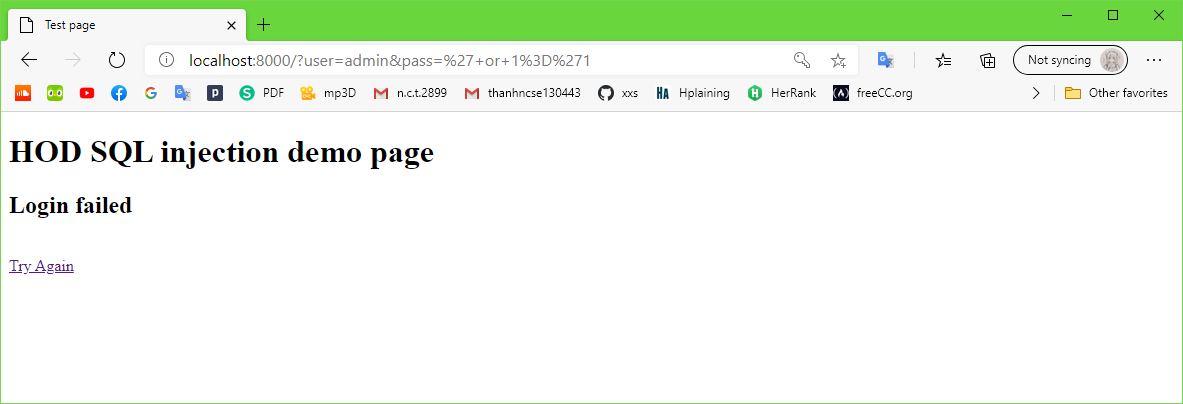 Test page
localhost:8000/?user=admin&pass=%27+or+1%3D%271
Not syncing
PDF mp3D n.c.t.2899 thanhncse130443 xxs HA Hplaining HerRank freeCC.org Other favorites
HOD SQL injection demo page
Login failed
Try Again